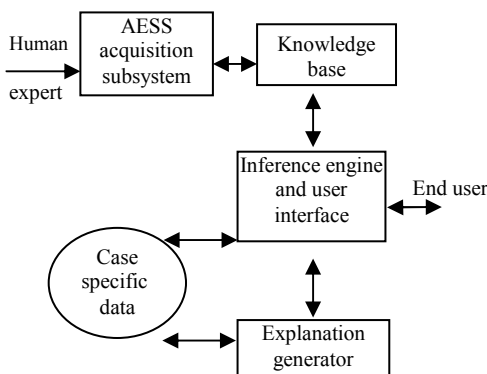 Human
expert
AESS
acquisition
subsystem
Knowledge
base
Inference engine
and user
interface
End user
Case
specific
data
Explanation
generator